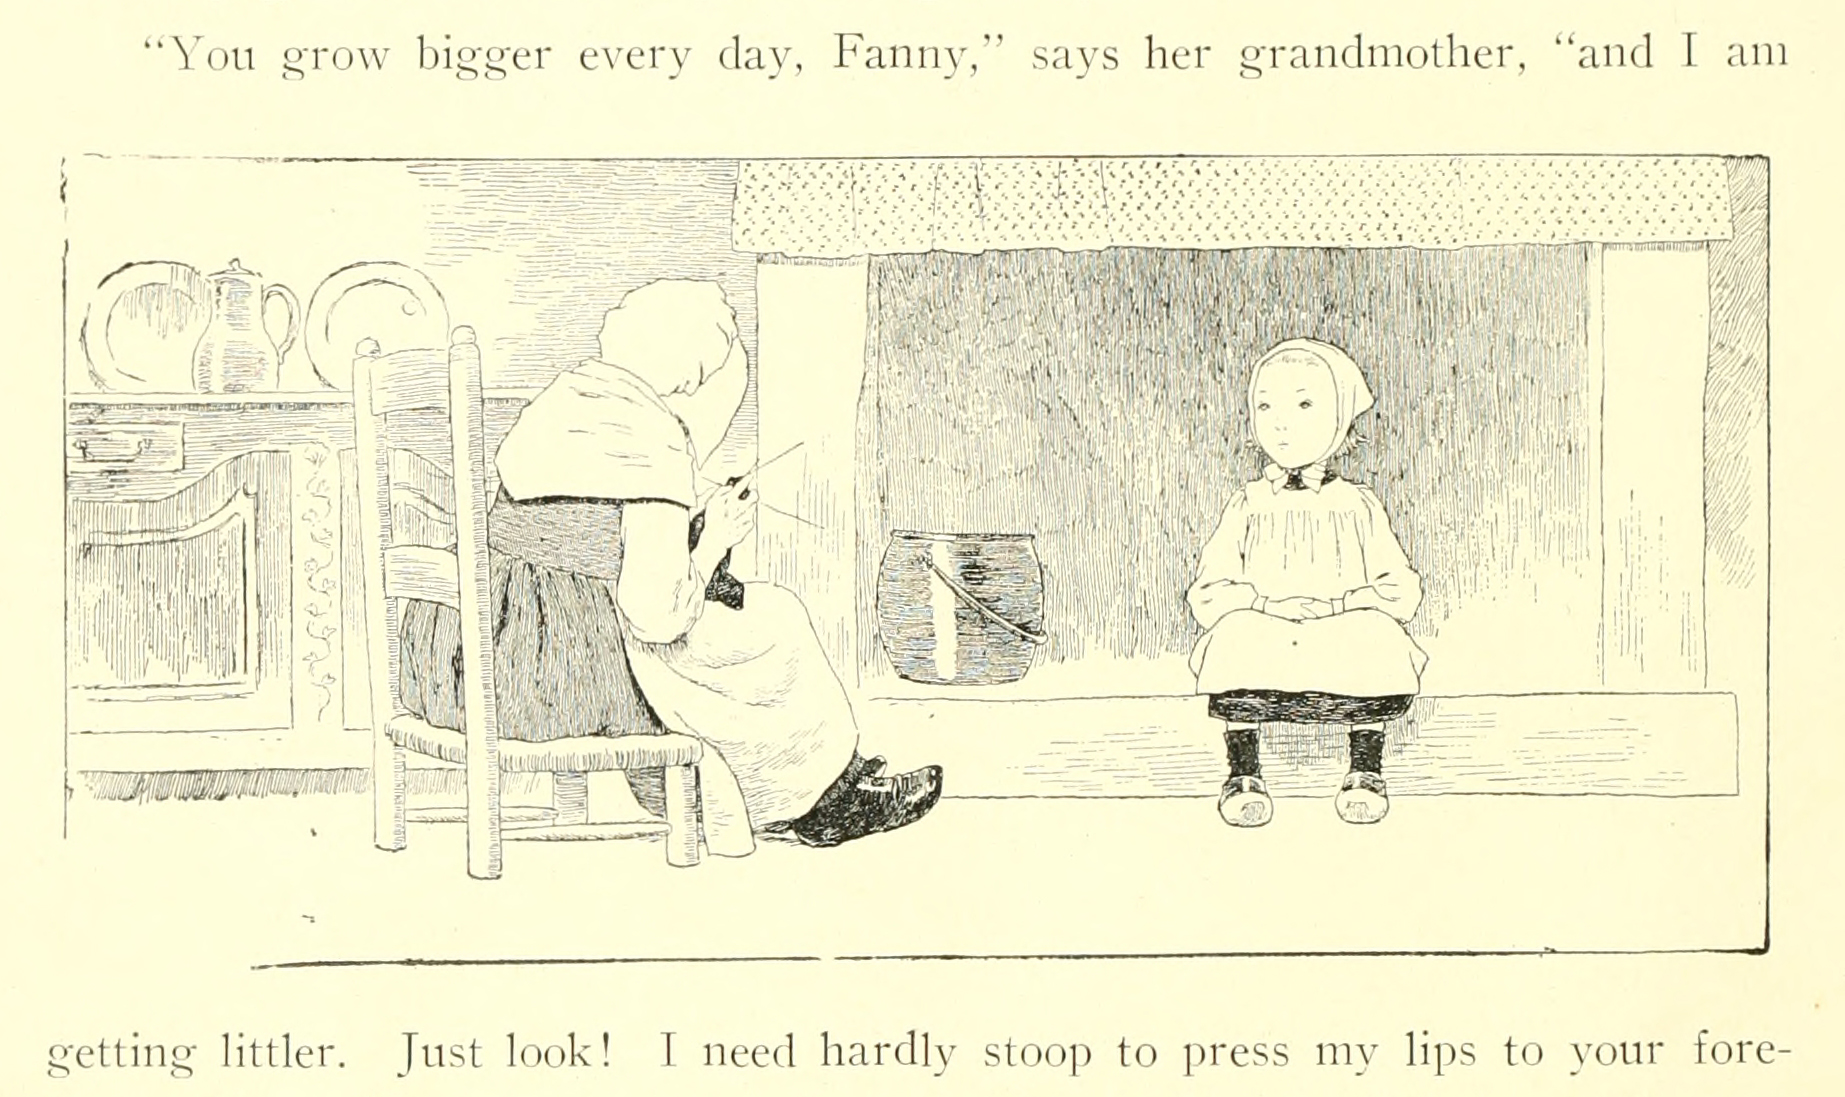 “You grow bigger every day, Fanny,” says her grandmother, “and I am
getting littler. Just look! I need hardly stoop to press my lips to your fore-